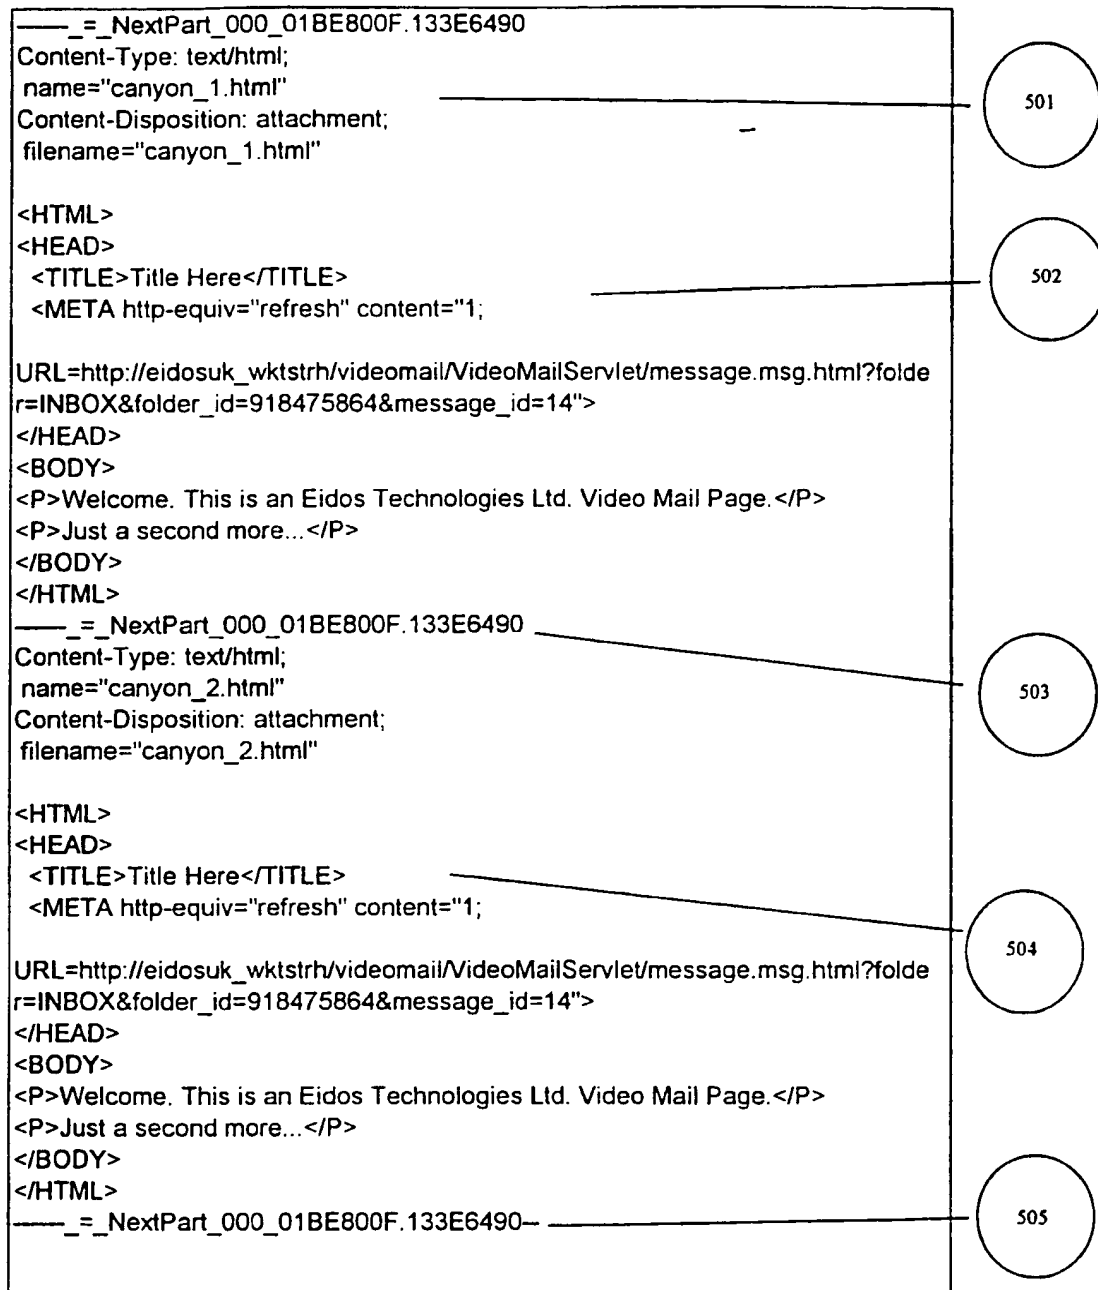 ——_=_NextPart_000_01BE800F.133E6490
Content-Type: text/html;
name="canyon_1.html"
501
Content-Disposition: attachment;
filename="canyon_1.html"
<HTML>
<HEAD>
<TITLE>Title Here</TITLE>
502
<META http-equiv="refresh" content="1;
URL=http://eidosuk_wktstrh/videomail/VideoMailServlet/message.msg.html?folde
r=INBOX&folder_id=918475864&message_id=14">
</HEAD>
<BODY>
<P>Welcome. This is an Eidos Technologies Ltd. Video Mail Page.</P>
<P>Just a second more...</P>
</BODY>
</HTML>
——_=_NextPart_000_01BE800F.133E6490
Content-Type: text/html;
name="canyon_2.html"
503
Content-Disposition: attachment;
filename="canyon_2.html"
<HTML>
<HEAD>
<TITLE>Title Here</TITLE>
<META http-equiv="refresh" content="1;
504
URL=http://eidosuk_wktstrh/videomail/VideoMailServlet/message.msg.html?folde
r=INBOX&folder_id=918475864&message_id=14">
</HEAD>
<BODY>
<P>Welcome. This is an Eidos Technologies Ltd. Video Mail Page.</P>
<P>Just a second more...</P>
</BODY>
</HTML>
——_=_NextPart_000_01BE800F.133E6490--
505